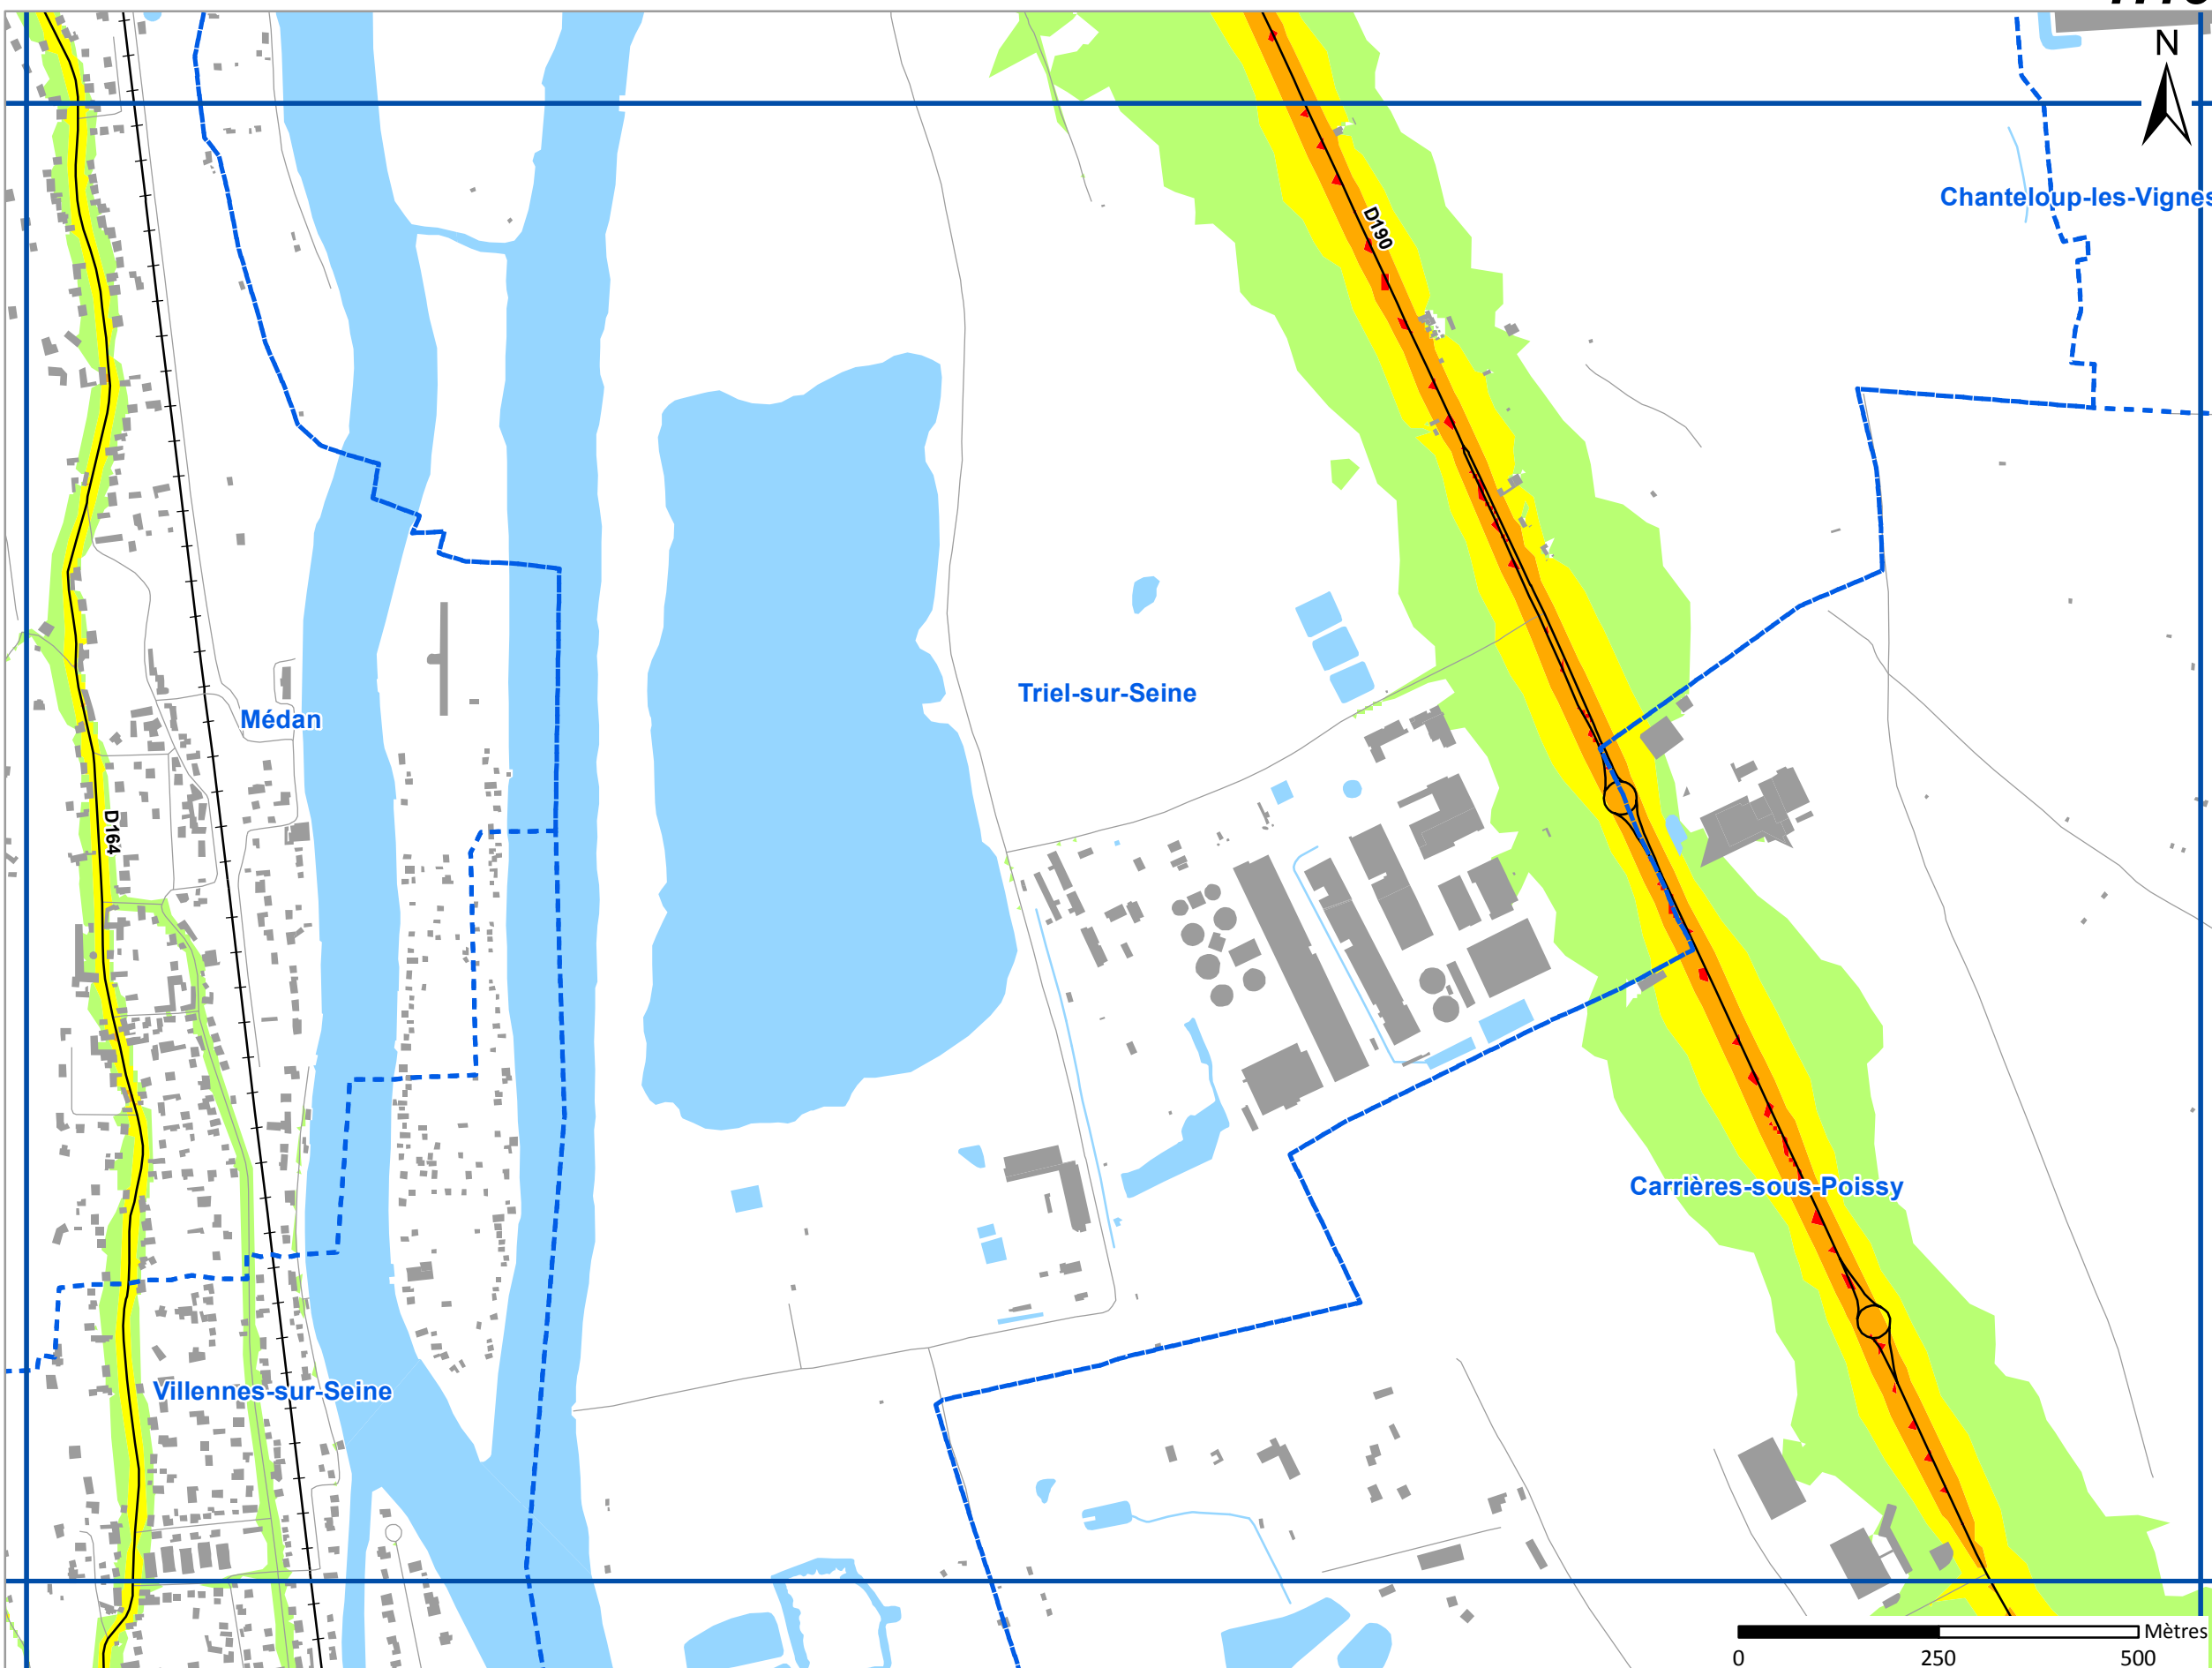 N
Chanteloup-les-Vignes
D190
Triel-sur-Seine
Médan
D164
Carrières-sous-Poissy
Villennes-sur-Seine
Mètres
0 250 500